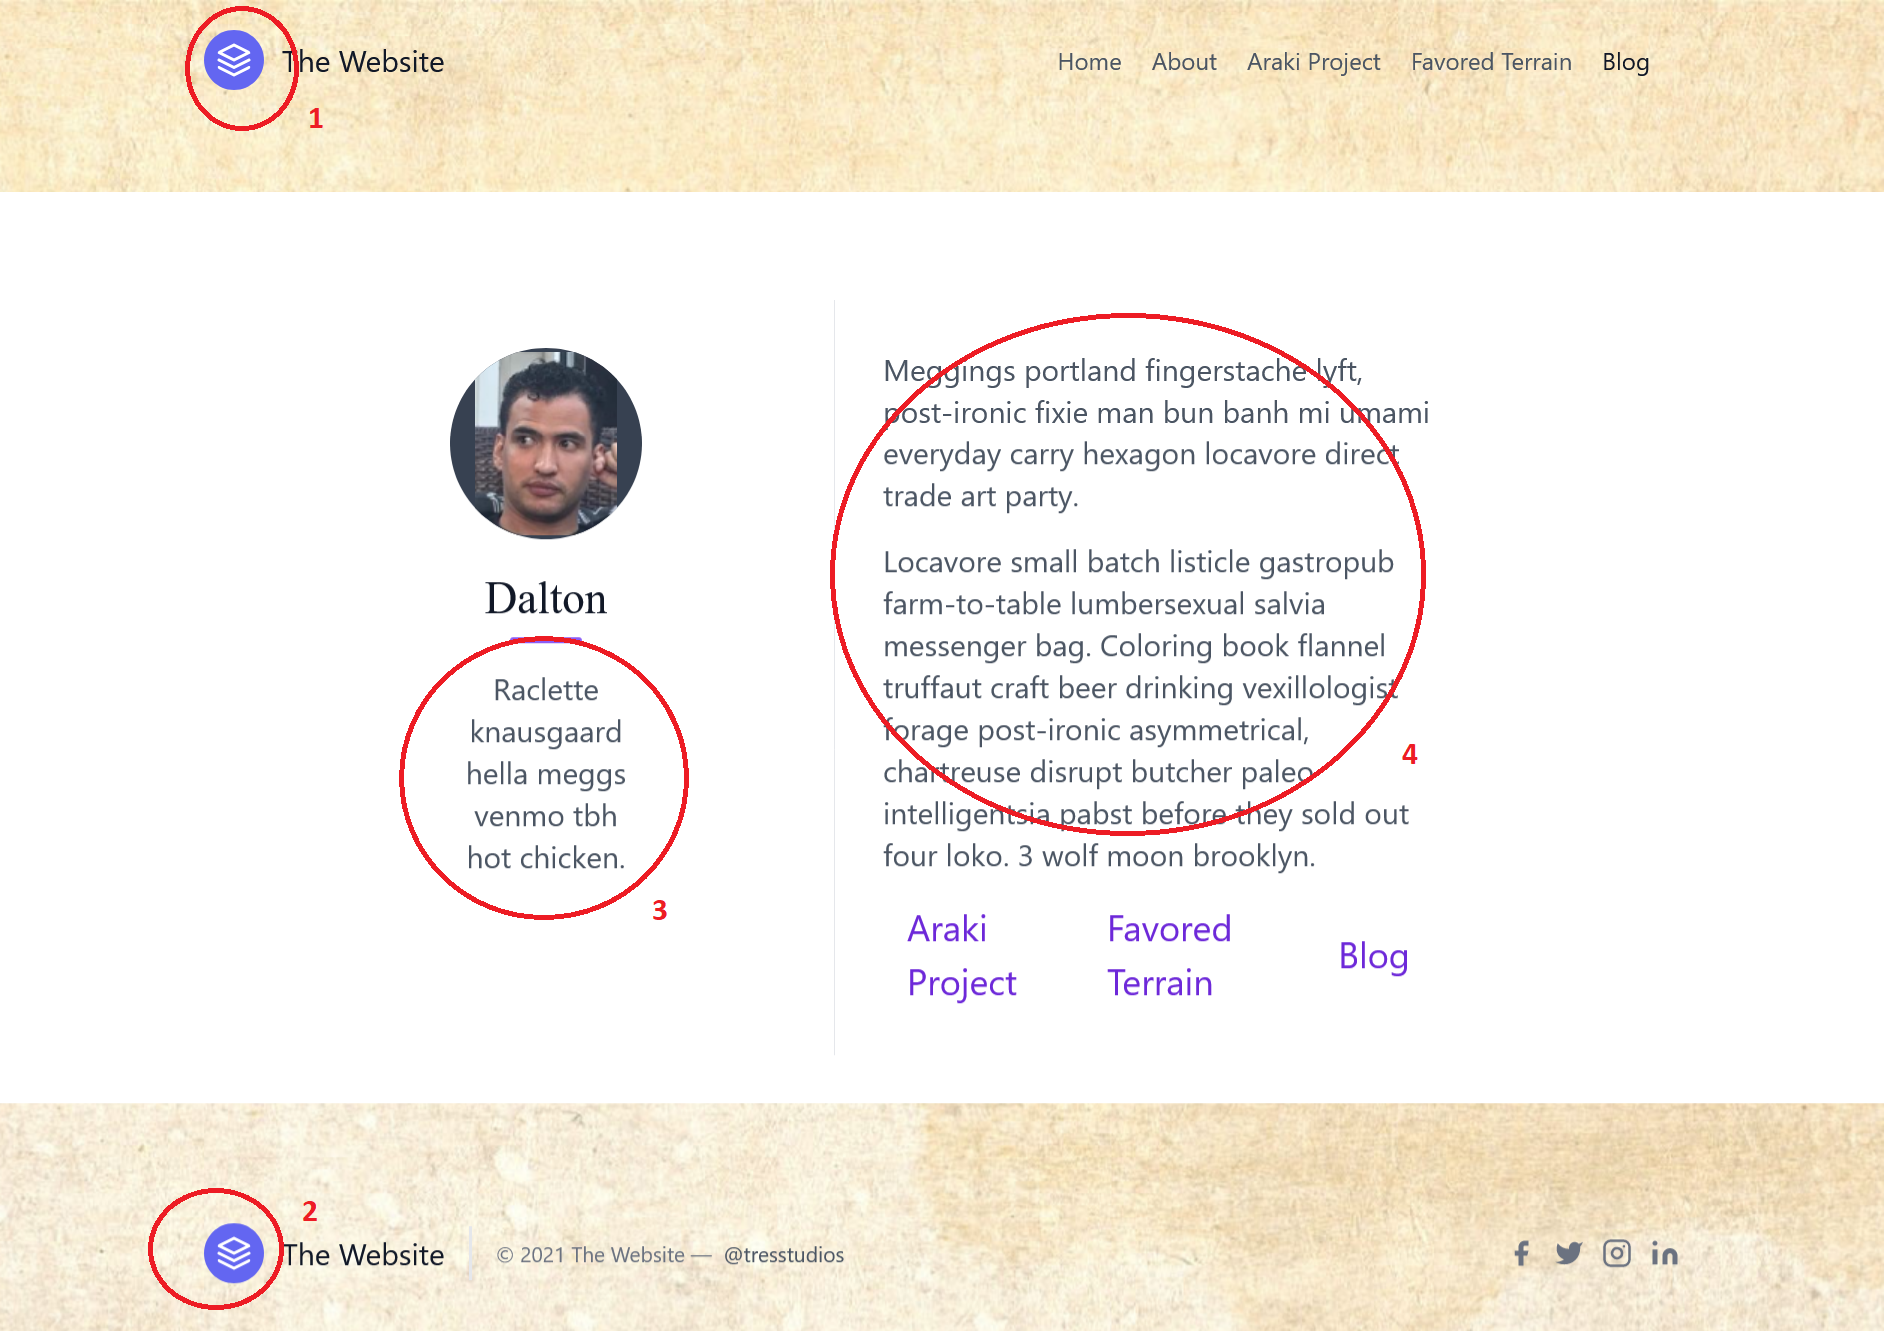 The Website
Home About Araki Project Favored Terrain Blog
1
Dalton
Raclette
knausgaard
hella meggs
venmo tbh
hot chicken.
3
Meggings portland fingerstache lyft,
post-ironic fixie man bun banh mi umami
everyday carry hexagon locavore direct
trade art party.
Locavore small batch listicle gastropub
farm-to-table lumbersexual salvia
messenger bag. Coloring book flannel
truffaut craft beer drinking vexillologist
forage post-ironic asymmetrical,
chartreuse disrupt butcher paleo
intelligentsia pabst before they sold out
four loko. 3 wolf moon brooklyn.
4
Araki
Project
Favored
Terrain
Blog
2
The Website
© 2021 The Website — @tresstudios